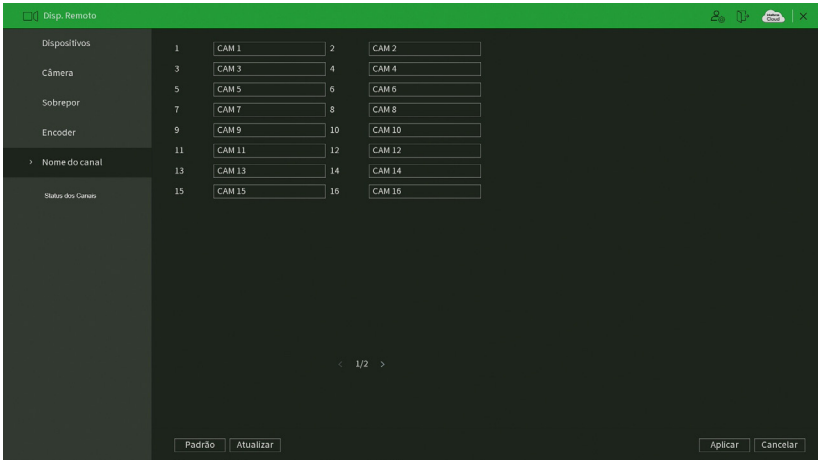 Disp. Remoto
Cloud
Dispositivos
Câmera
Sobrepor
Encoder
Nome do canal
Status dos Canais
1 CAM 1 2 CAM 2
3 CAM 3 4 CAM 4
5 CAM 5 6 CAM 6
7 CAM 7 8 CAM 8
9 CAM 9 10 CAM 10
11 CAM 11 12 CAM 12
13 CAM 13 14 CAM 14
15 CAM 15 16 CAM 16
< 1/2 >
Padrão Atualizar Aplicar Cancelar